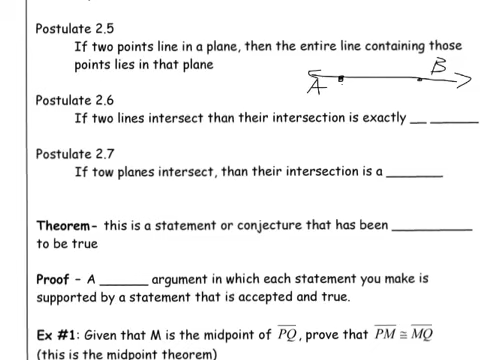 Postulate 2.5
If two points line in a plane, then the entire line containing those
points lies in that plane
A B
Postulate 2.6
If two lines intersect than their intersection is exactly __ ______
Postulate 2.7
If tow planes intersect, than their intersection is a _______
Theorem- this is a statement or conjecture that has been __________
to be true
Proof - A ______ argument in which each statement you make is
supported by a statement that is accepted and true.
Ex #1: Given that M is the midpoint of PQ, prove that PM ≅ MQ
(this is the midpoint theorem)